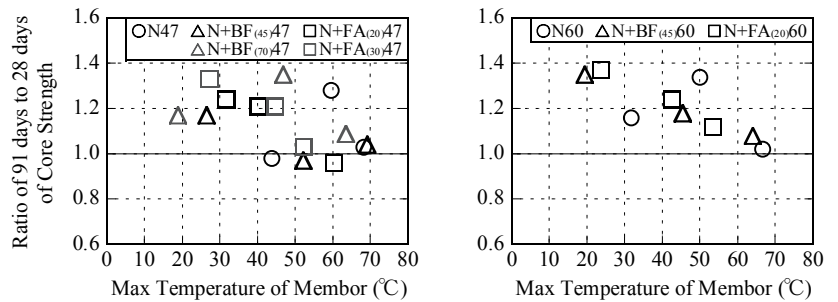 N47 N+BF(45)47 N+FA(20)47
N+BF(70)47 N+FA(30)47
Ratio of 91 days to 28 days
of Core Strength
1.6
1.4
1.2
1.0
0.8
0.6
0 10 20 30 40 50 60 70 80
Max Temperature of Membor (℃)
N60 N+BF(45)60 N+FA(20)60
1.6
1.4
1.2
1.0
0.8
0.6
0 10 20 30 40 50 60 70 80
Max Temperature of Membor (℃)